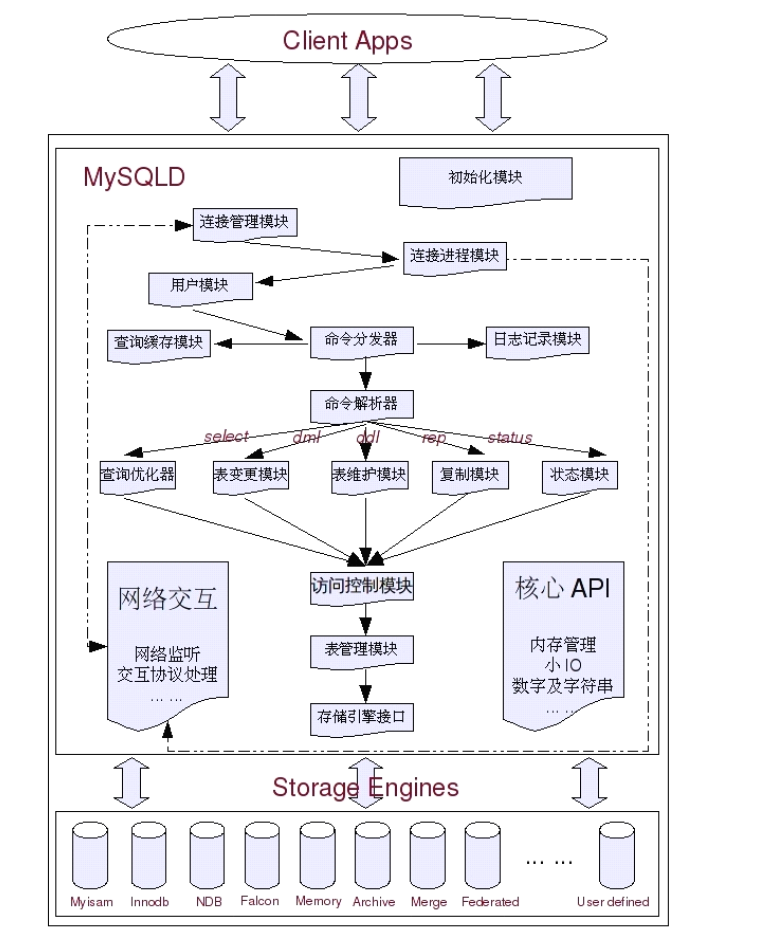 Client Apps
MySQLD
初始化模块
连接管理模块
连接进程模块
用户模块
查询缓存模块
命令分发器
日志记录模块
命令解析器
select
dml
ddl
rep
status
查询优化器
表变更模块
表维护模块
复制模块
状态模块
网络交互
网络监听
交互协议处理
... ...
访问控制模块
表管理模块
存储引擎接口
核心 API
内存管理
小 IO
数字及字符串
... ...
Storage Engines
... ...
Myisam
Innodb
NDB
Falcon
Memory
Archive
Merge
Federated
User defined